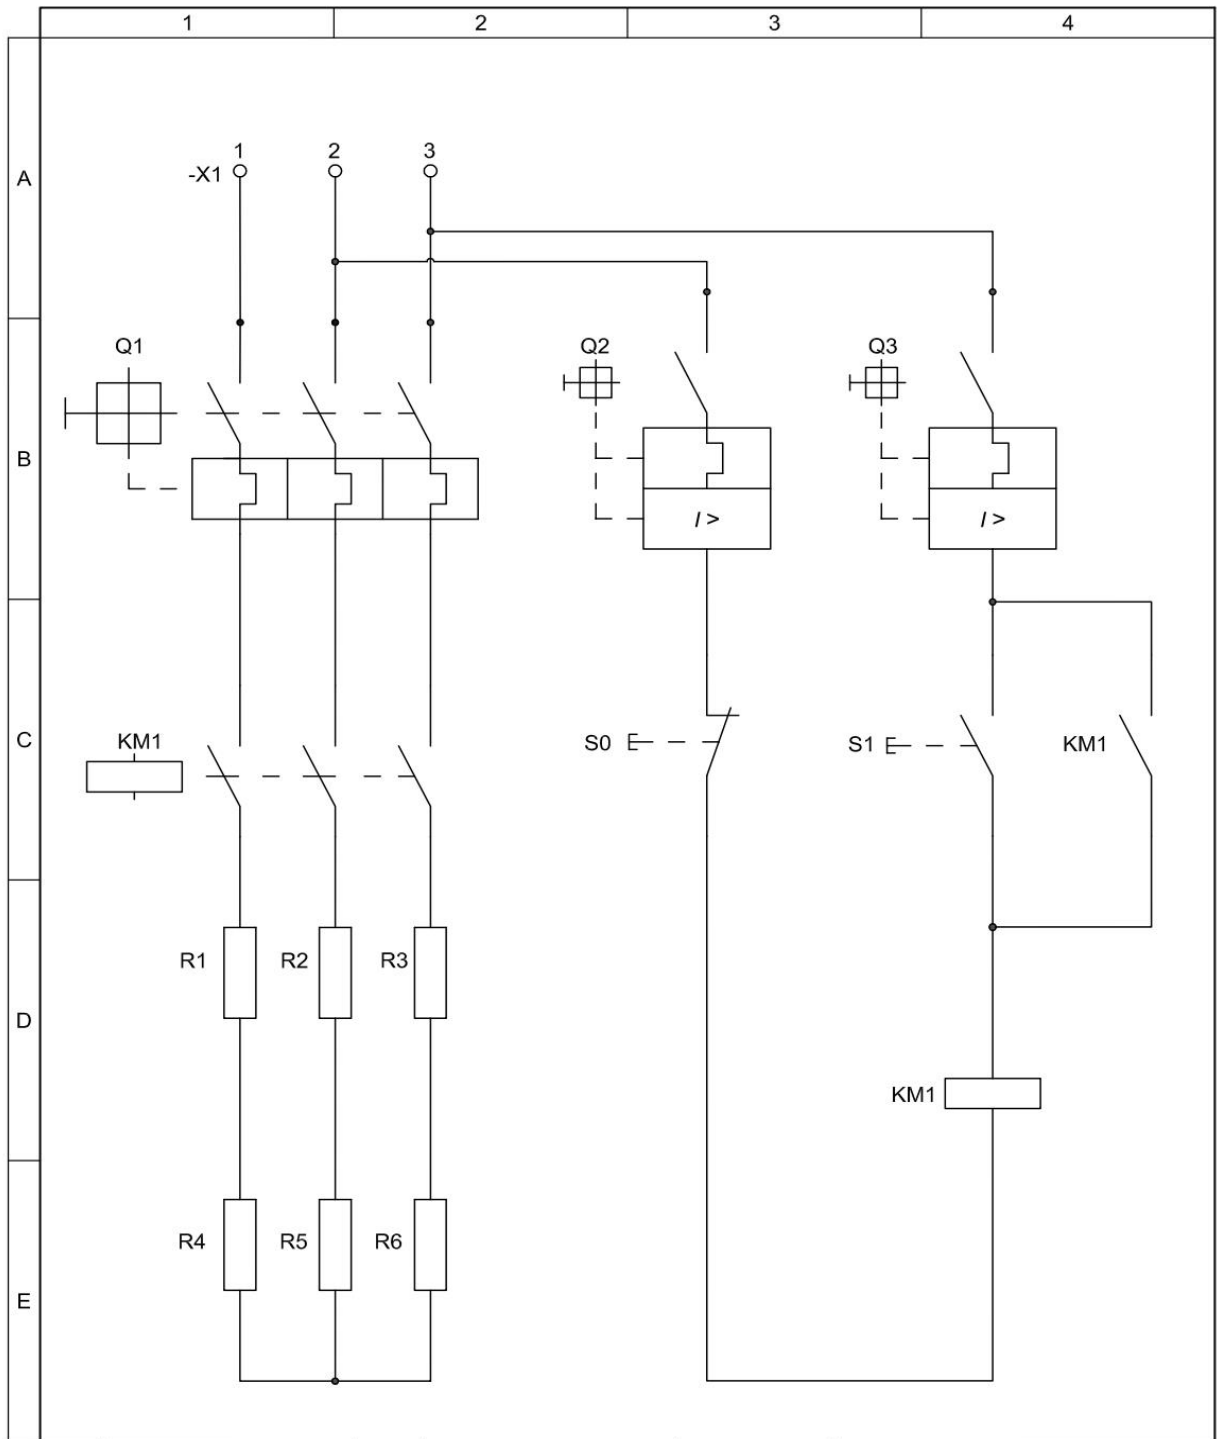 1 2 3 4
A
1 2 3
-X1
B
Q1 Q2 Q3
I > I >
C
KM1 S0 S1 KM1
D
R1 R2 R3
KM1
E
R4 R5 R6